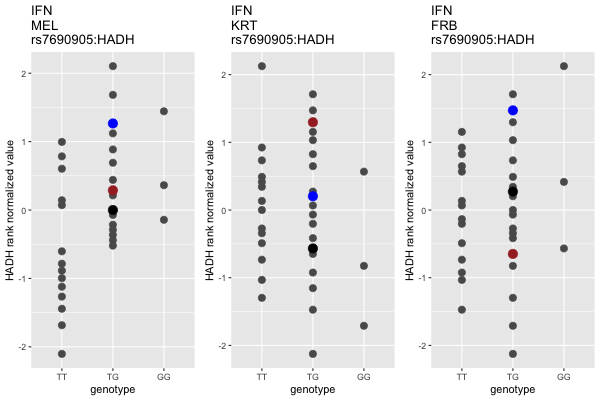 IFN
MEL
rs7690905:HADH
HADH rank normalized value
2
1
0
-1
-2
TT
TG
GG
genotype
IFN
KRT
rs7690905:HADH
HADH rank normalized value
2
1
0
-1
-2
TT
TG
GG
genotype
IFN
FRB
rs7690905:HADH
HADH rank normalized value
2
1
0
-1
-2
TT
TG
GG
genotype